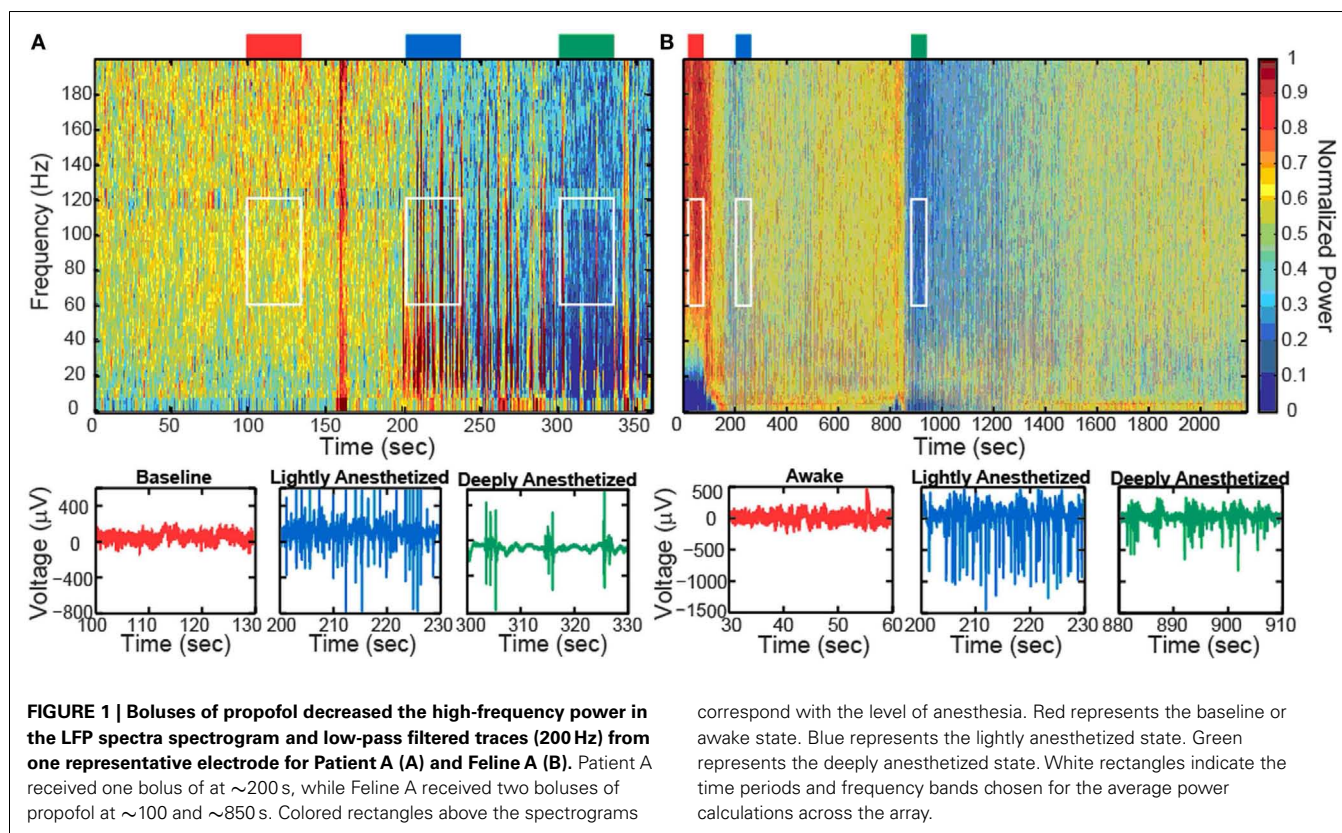 A
B
Frequency (Hz)
180
160
140
120
100
80
60
40
20
0
0 50 100 150 200 250 300 350
Time (sec)
0 200 400 600 800 1000 1200 1400 1600 1800 2000
Time (sec)
1
0.9
0.8
0.7
0.6
0.5
0.4
0.3
0.2
0.1
0
Normalized Power
Baseline
Lightly Anesthetized
Deeply Anesthetized
Voltage (µV)
400
0
−400
−800
100 110 120 130
Time (sec)
200 210 220 230
Time (sec)
300 310 320 330
Time (sec)
Awake
Lightly Anesthetized
Deeply Anesthetized
Voltage (µV)
500
0
−500
−1000
−1500
30 40 50 60
Time (sec)
200 210 220 230
Time (sec)
880 890 900 910
Time (sec)
FIGURE 1 | Boluses of propofol decreased the high-frequency power in
the LFP spectra spectrogram and low-pass filtered traces (200 Hz) from
one representative electrode for Patient A (A) and Feline A (B). Patient A
received one bolus of at ∼200 s, while Feline A received two boluses of
propofol at ∼100 and ∼850 s. Colored rectangles above the spectrograms
correspond with the level of anesthesia. Red represents the baseline or
awake state. Blue represents the lightly anesthetized state. Green
represents the deeply anesthetized state. White rectangles indicate the
time periods and frequency bands chosen for the average power
calculations across the array.